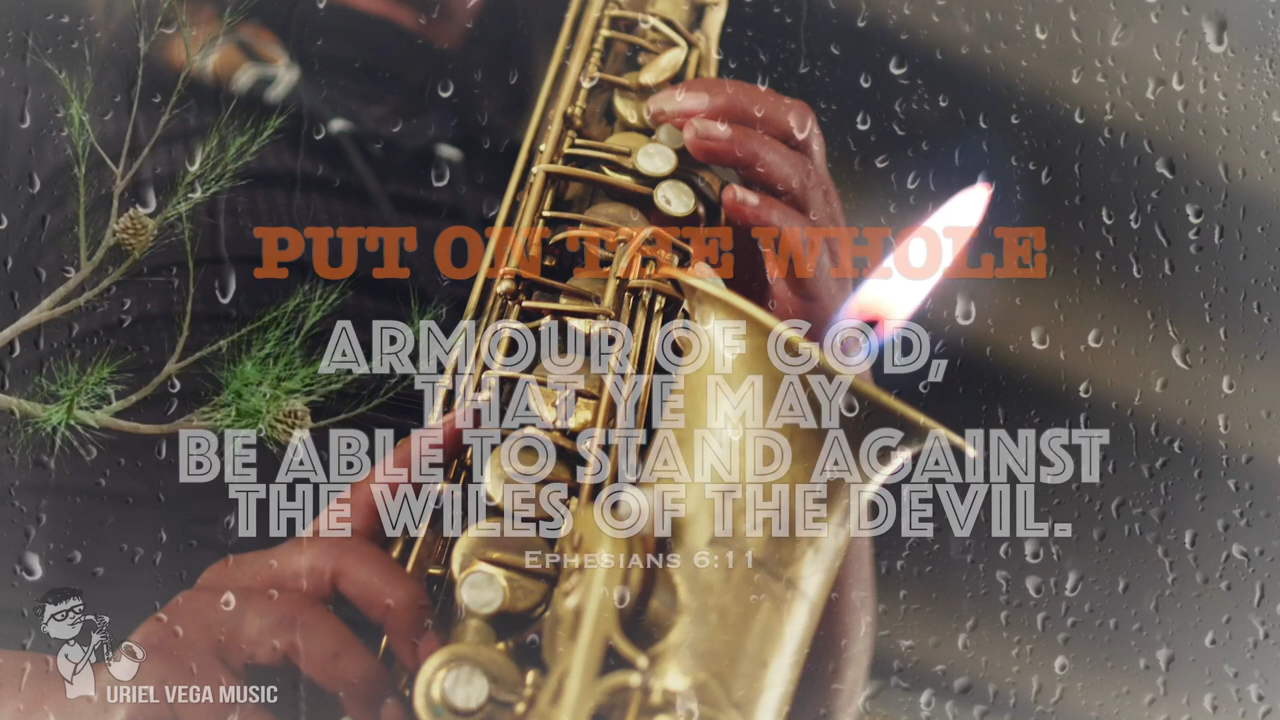 PUT ON THE WHOLE
ARMOUR OF GOD,
THAT YE MAY
BE ABLE TO STAND AGAINST
THE WILES OF THE DEVIL.
EPHESIANS 6:11
URIEL VEGA MUSIC